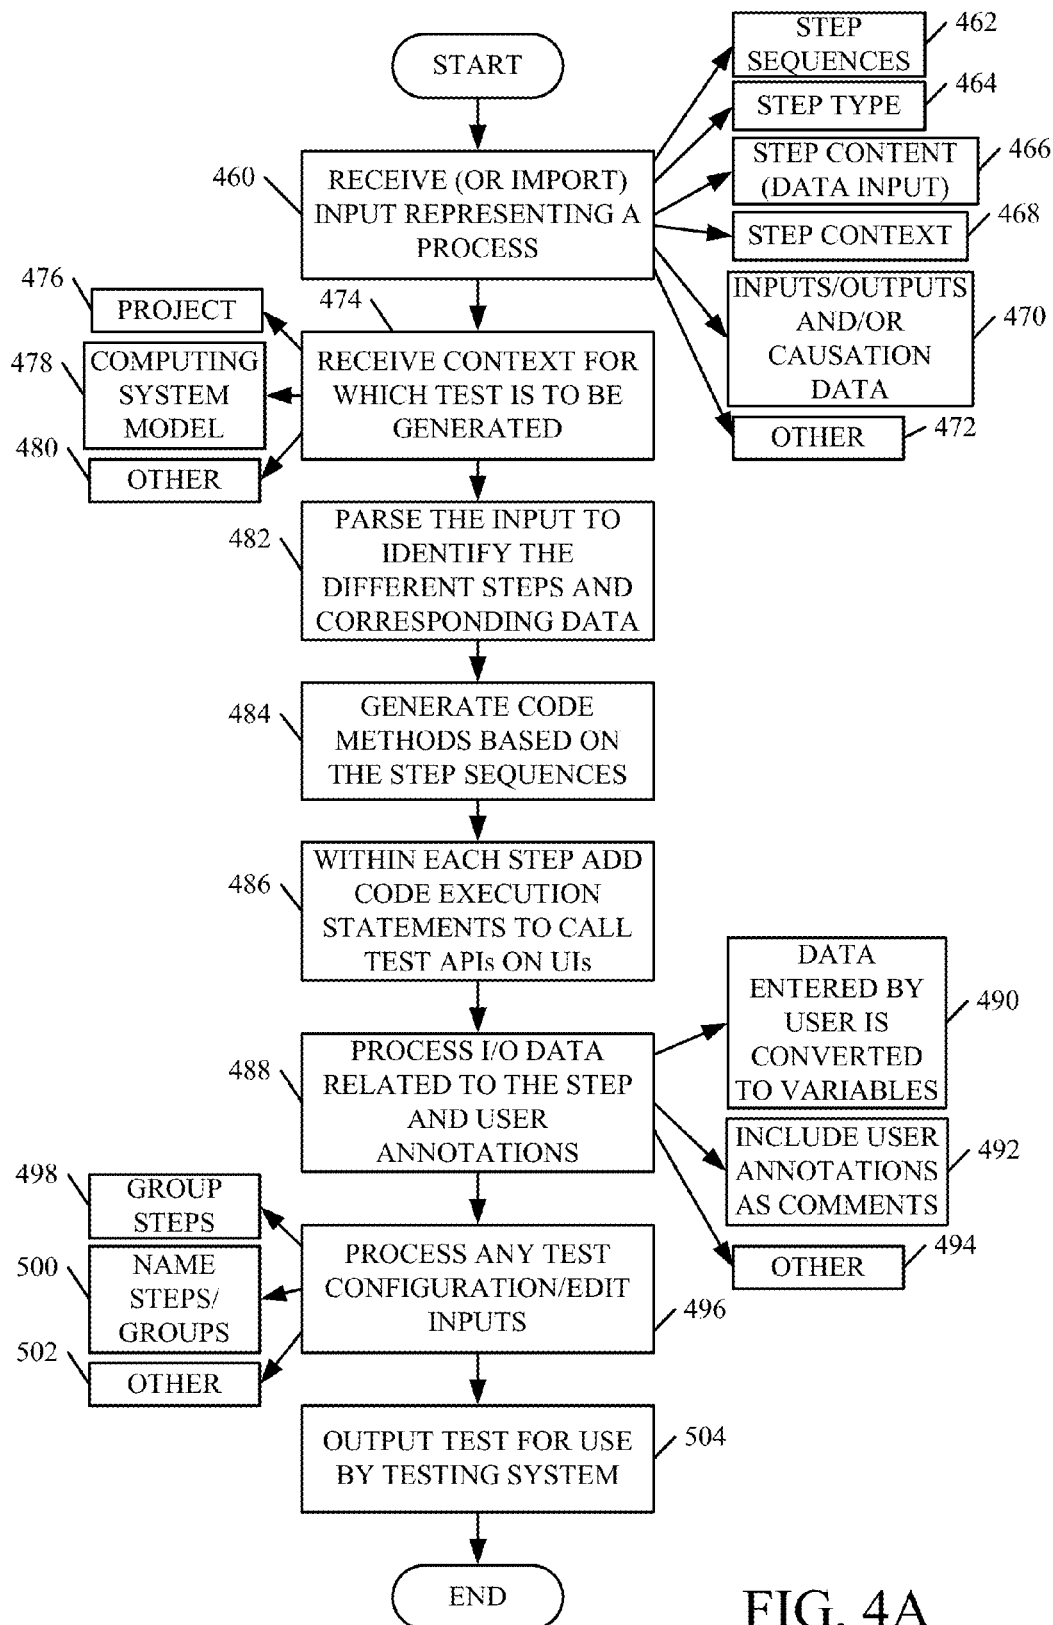 START
460
RECEIVE (OR IMPORT)
INPUT REPRESENTING A
PROCESS
STEP
SEQUENCES
462
STEP TYPE
464
STEP CONTENT
(DATA INPUT)
466
STEP CONTEXT
468
INPUTS/OUTPUTS
AND/OR
CAUSATION
DATA
470
OTHER
472
474
RECEIVE CONTEXT FOR
WHICH TEST IS TO BE
GENERATED
476
PROJECT
478
COMPUTING
SYSTEM
MODEL
480
OTHER
482
PARSE THE INPUT TO
IDENTIFY THE
DIFFERENT STEPS AND
CORRESPONDING DATA
484
GENERATE CODE
METHODS BASED ON
THE STEP SEQUENCES
486
WITHIN EACH STEP ADD
CODE EXECUTION
STATEMENTS TO CALL
TEST APIs ON UIs
488
PROCESS I/O DATA
RELATED TO THE STEP
AND USER
ANNOTATIONS
DATA
ENTERED BY
USER IS
CONVERTED
TO VARIABLES
490
INCLUDE USER
ANNOTATIONS
AS COMMENTS
492
OTHER
494
PROCESS ANY TEST
CONFIGURATION/EDIT
INPUTS
496
498
GROUP
STEPS
500
NAME
STEPS/
GROUPS
502
OTHER
OUTPUT TEST FOR USE
BY TESTING SYSTEM
504
END
FIG. 4A